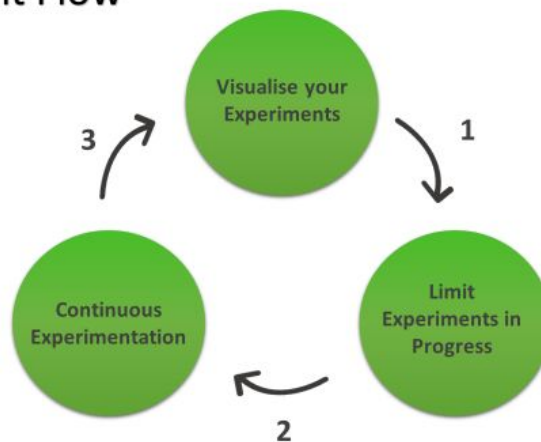 Flow
Visualise your
Experiments
3
1
Continuous
Experimentation
Limit
Experiments in
Progress
2